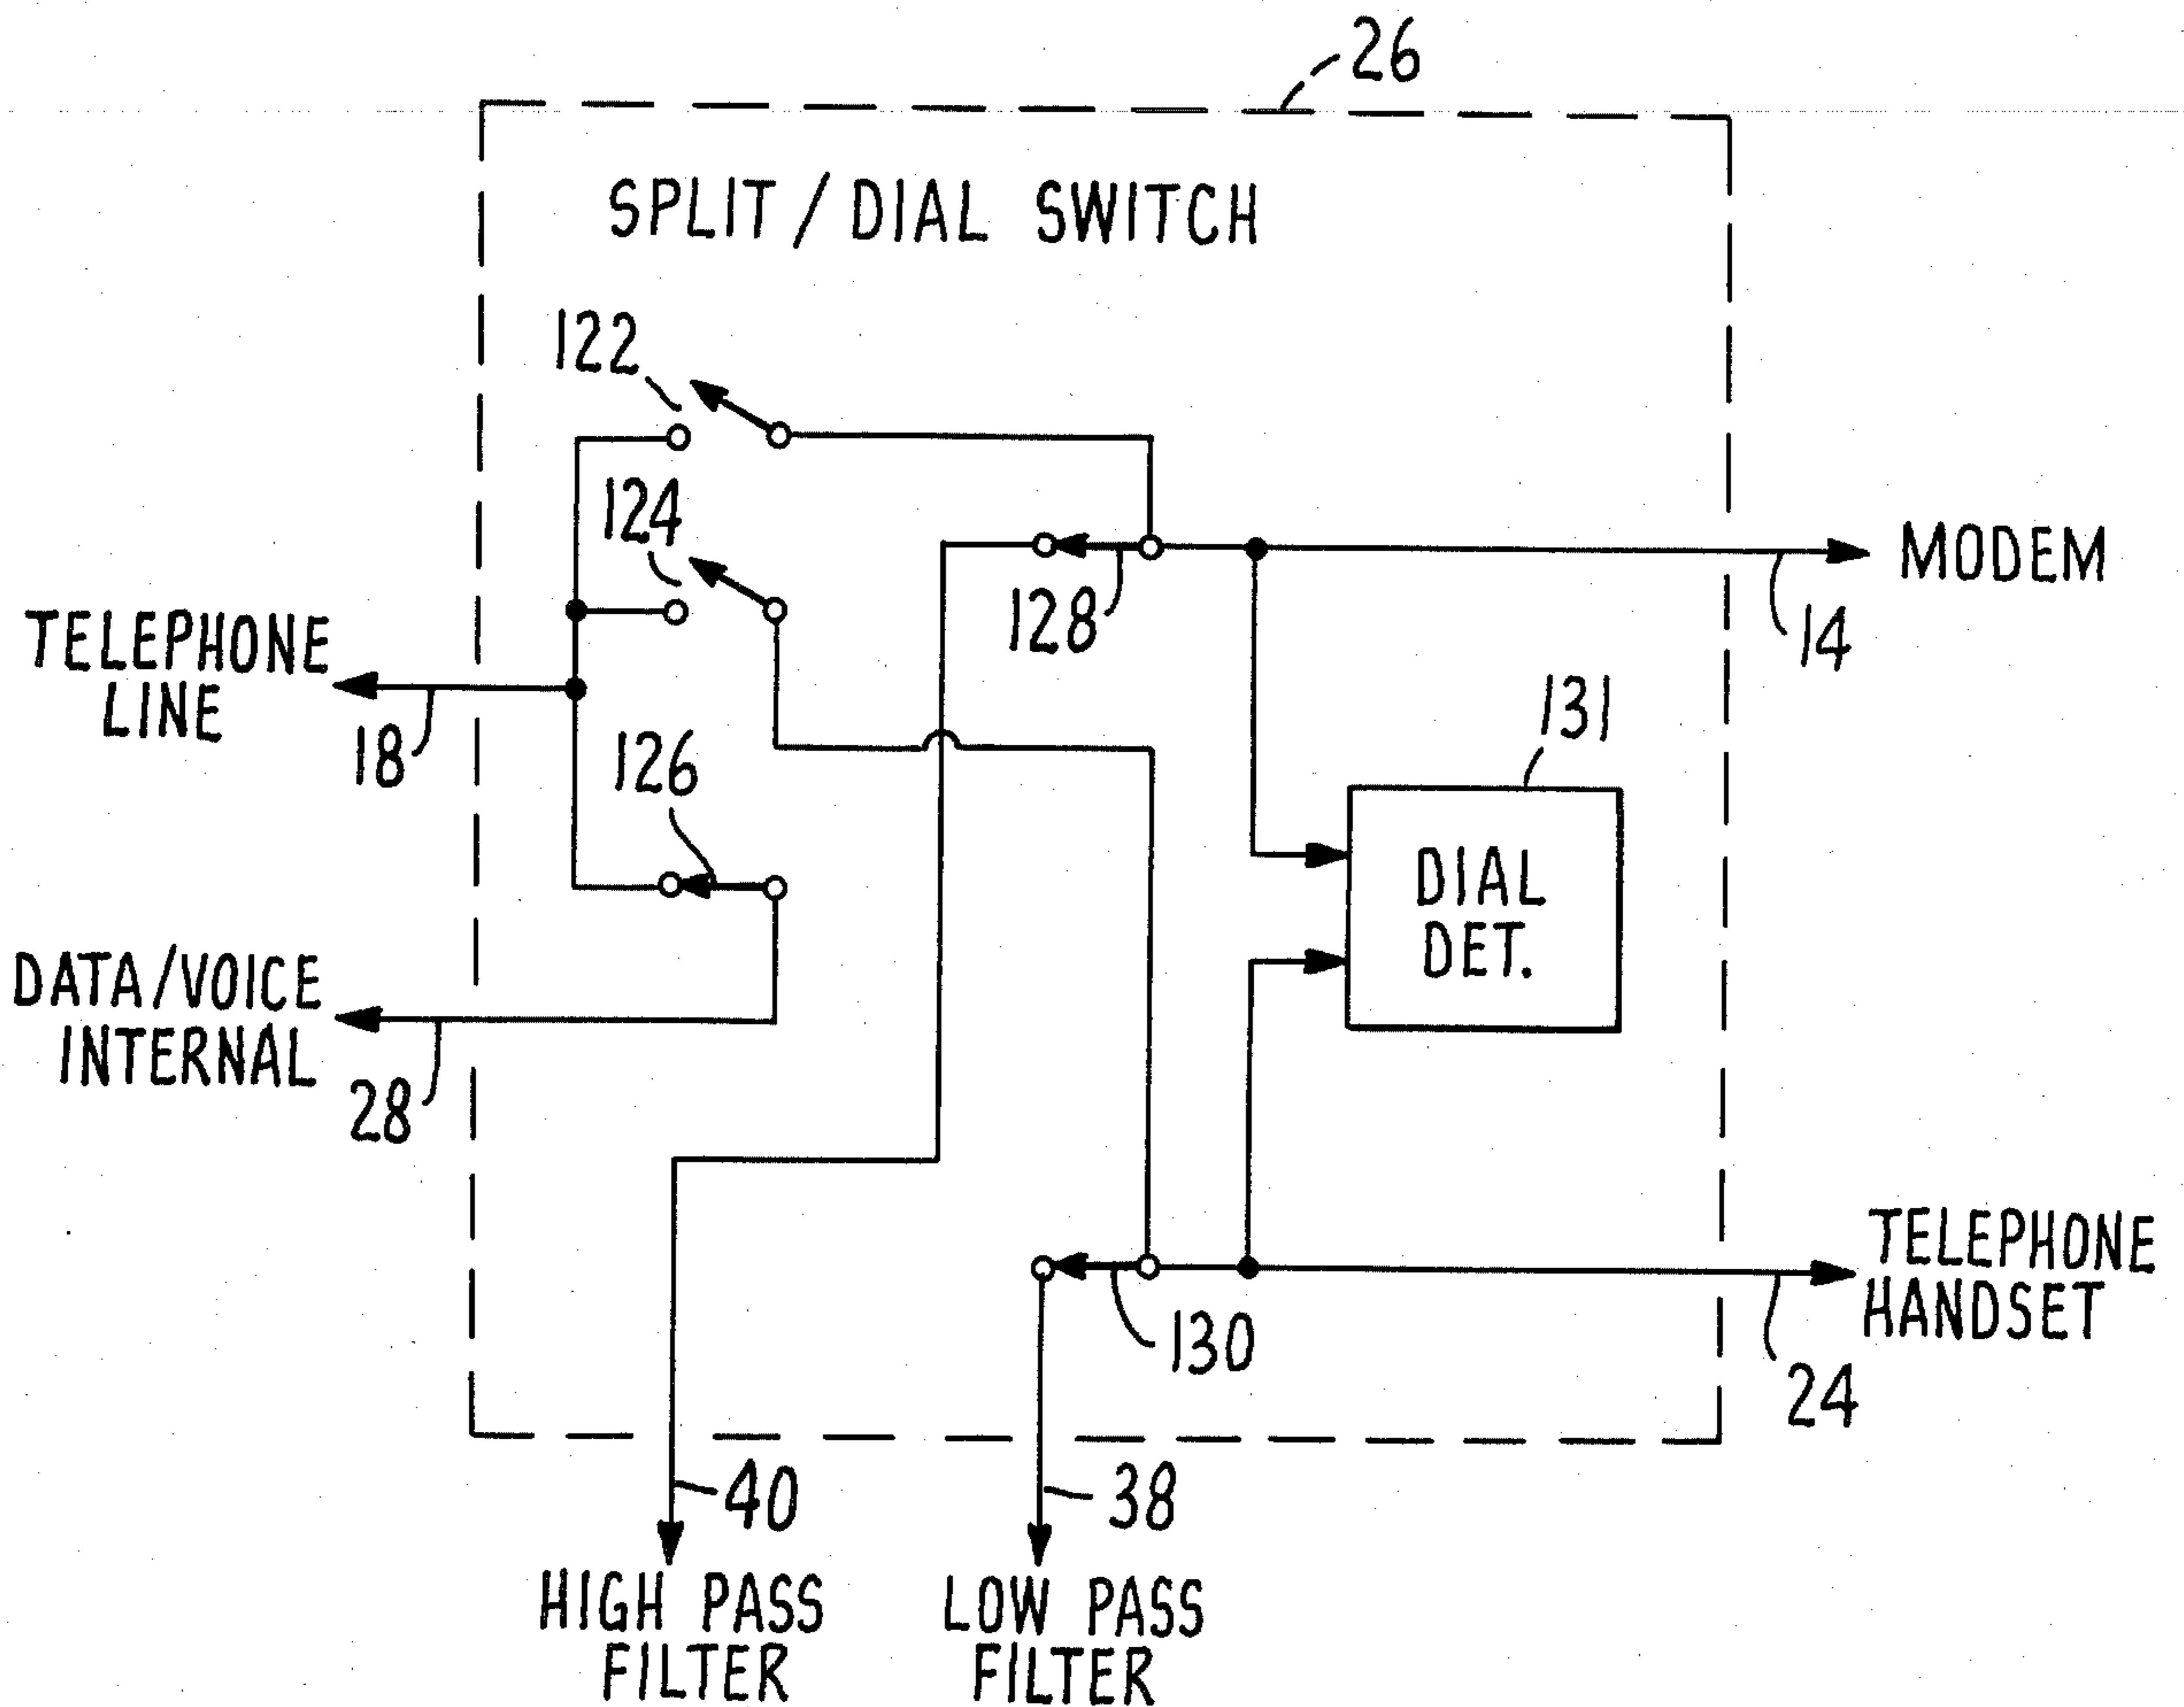 26
SPLIT / DIAL SWITCH
122
124
128
MODEM
14
TELEPHONE
LINE
18
126
131
DIAL
DET.
DATA/VOICE
INTERNAL
28
TELEPHONE
HANDSET
130
24
40
38
HIGH PASS
FILTER
LOW PASS
FILTER